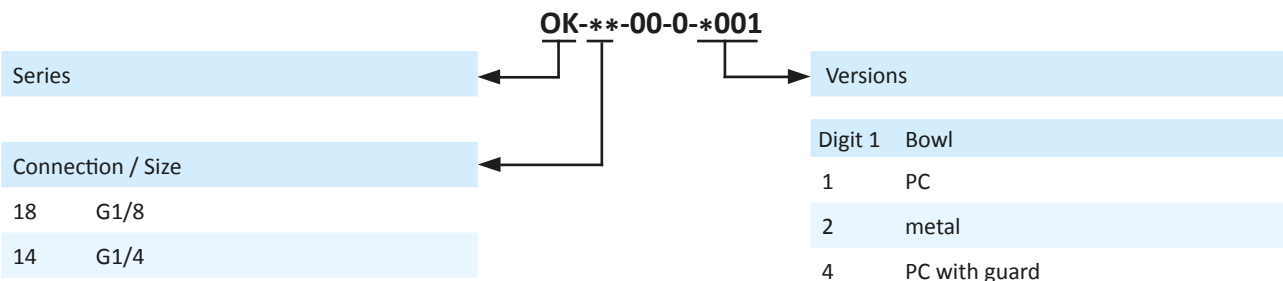 OK-**-00-0-*001
Series
Versions
Connection / Size
18 G1/8
14 G1/4
Digit 1 Bowl
1 PC
2 metal
4 PC with guard